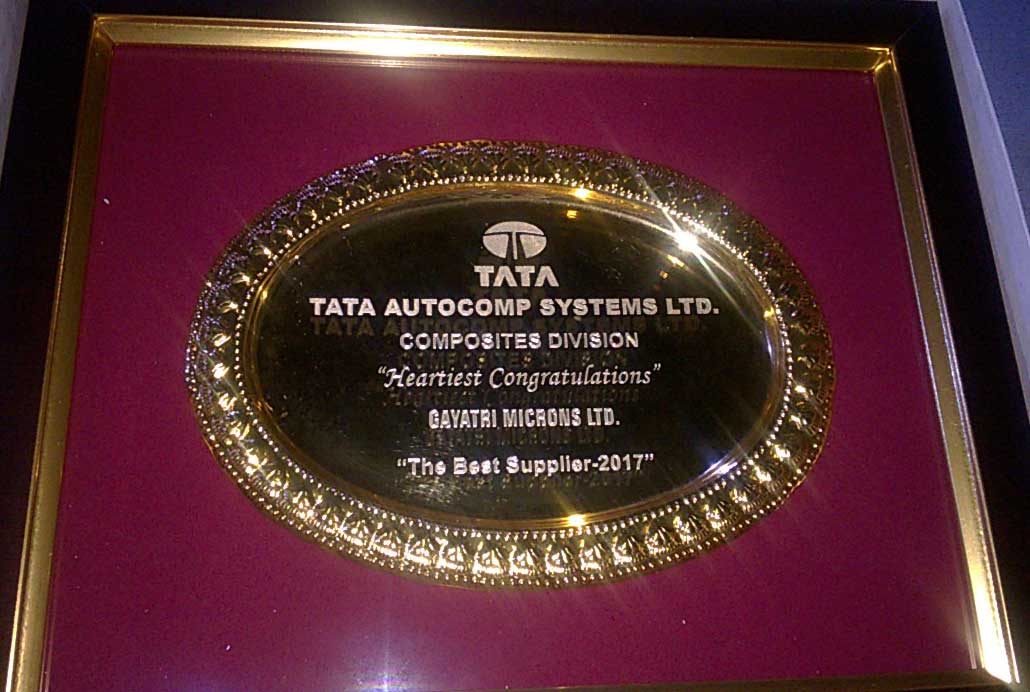 TATA
TATA AUTOCOMP SYSTEMS LTD.
COMPOSITES DIVISION
“Heartiest Congratulations”
GAYATRI MICRONS LTD.
“The Best Supplier-2017”